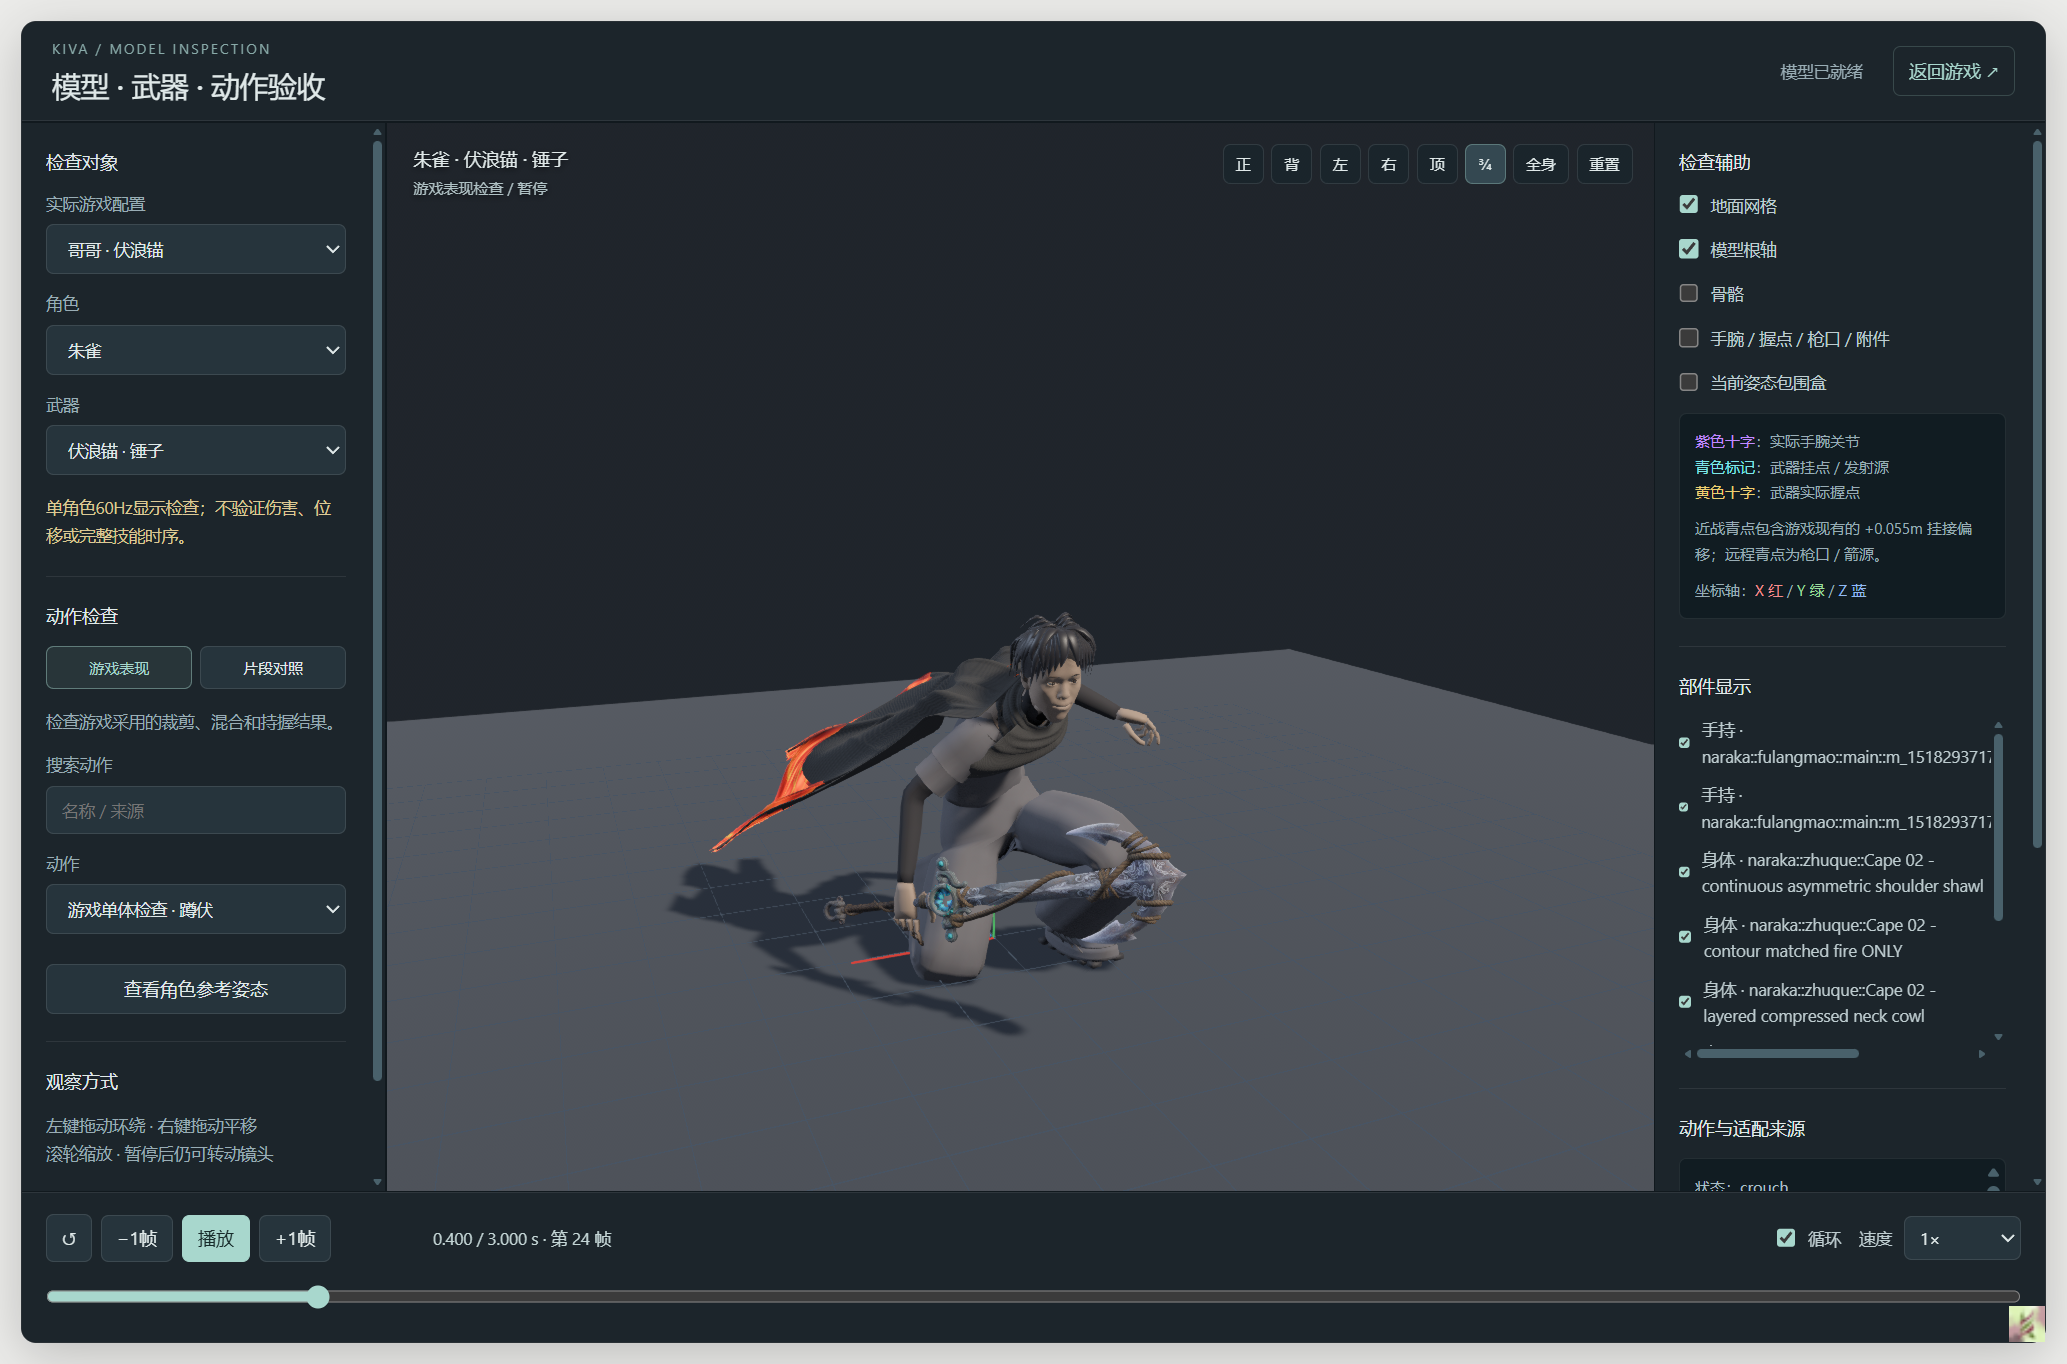 KIVA / MODEL INSPECTION
模型 · 武器 · 动作验收
模型已就绪
返回游戏 ↗
检查对象
实际游戏配置
哥哥 · 伏浪锚
角色
朱雀
武器
伏浪锚 · 锤子
单角色60Hz显示检查；不验证伤害、位
移或完整技能时序。
动作检查
游戏表现
片段对照
检查游戏采用的裁剪、混合和持握结果。
搜索动作
名称 / 来源
动作
游戏单体检查 · 蹲伏
查看角色参考姿态
观察方式
左键拖动环绕 · 右键拖动平移
滚轮缩放 · 暂停后仍可转动镜头
朱雀 · 伏浪锚 · 锤子
游戏表现检查 / 暂停
正 背 左 右 顶 ¾ 全身 重置
检查辅助
地面网格
模型根轴
骨骼
手腕 / 握点 / 枪口 / 附件
当前姿态包围盒
紫色十字：实际手腕关节
青色标记：武器挂点 / 发射源
黄色十字：武器实际握点
近战青点包含游戏现有的 +0.055m 挂接偏
移；远程青点为枪口 / 箭源。
坐标轴：X 红 / Y 绿 / Z 蓝
部件显示
手持 ·
naraka::fulangmao::main::m_151829371
手持 ·
naraka::fulangmao::main::m_151829371
身体 · naraka::zhuque::Cape 02 -
continuous asymmetric shoulder shawl
身体 · naraka::zhuque::Cape 02 -
contour matched fire ONLY
身体 · naraka::zhuque::Cape 02 -
layered compressed neck cowl
动作与适配来源
状态：crouch
↺ −1帧 播放 +1帧
0.400 / 3.000 s · 第 24 帧
循环 速度 1×